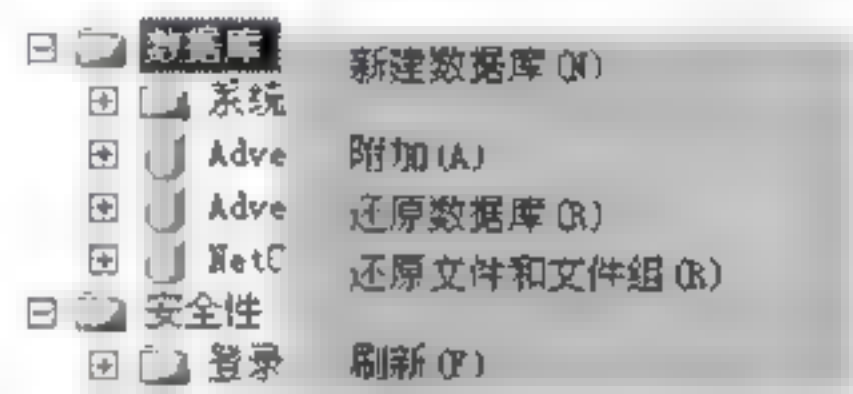 数据库
新建数据库(N)
系统
Adve
附加(A)
Adve
还原数据库(R)
NetC
还原文件和文件组(R)
安全性
登录
刷新(F)